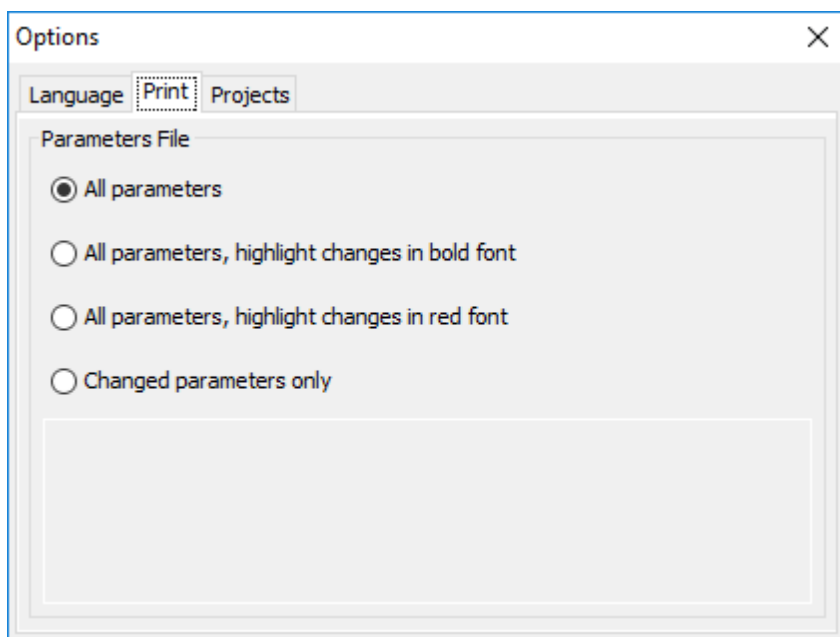 Options
Language Print Projects
Parameters File
All parameters
All parameters, highlight changes in bold font
All parameters, highlight changes in red font
Changed parameters only